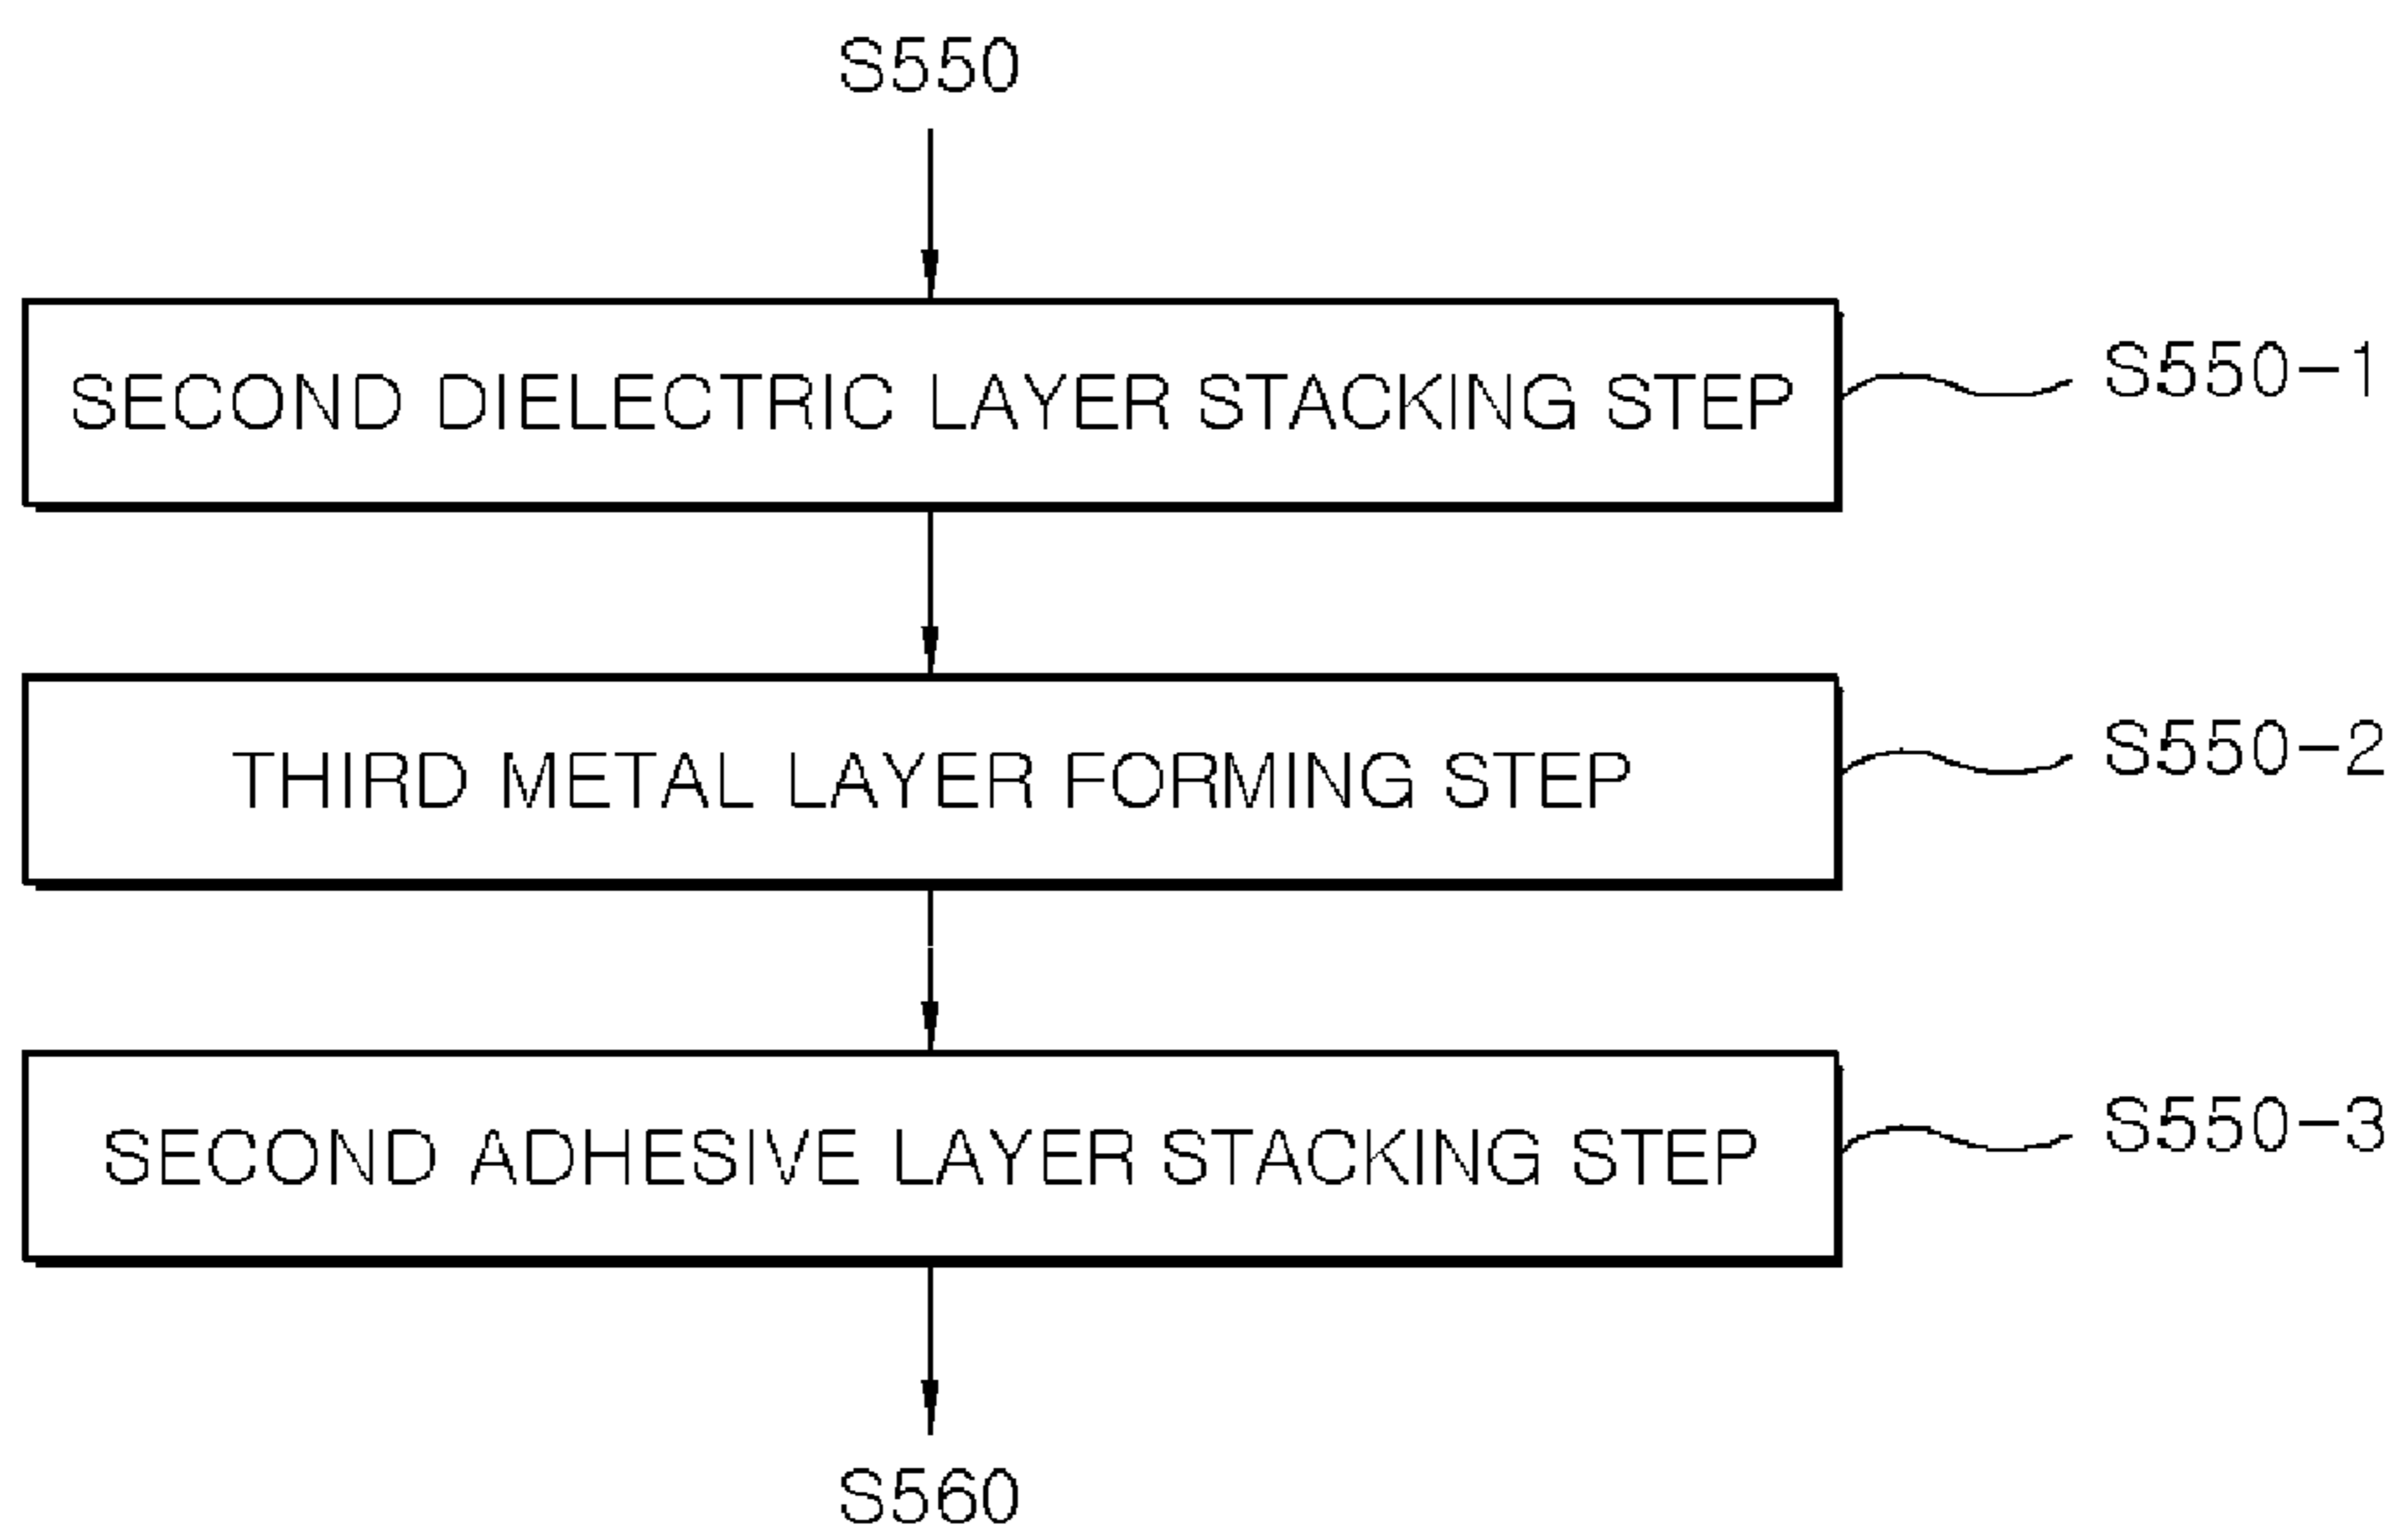 S550
SECOND DIELECTRIC LAYER STACKING STEP
S550-1
THIRD METAL LAYER FORMING STEP
S550-2
SECOND ADHESIVE LAYER STACKING STEP
S550-3
S560